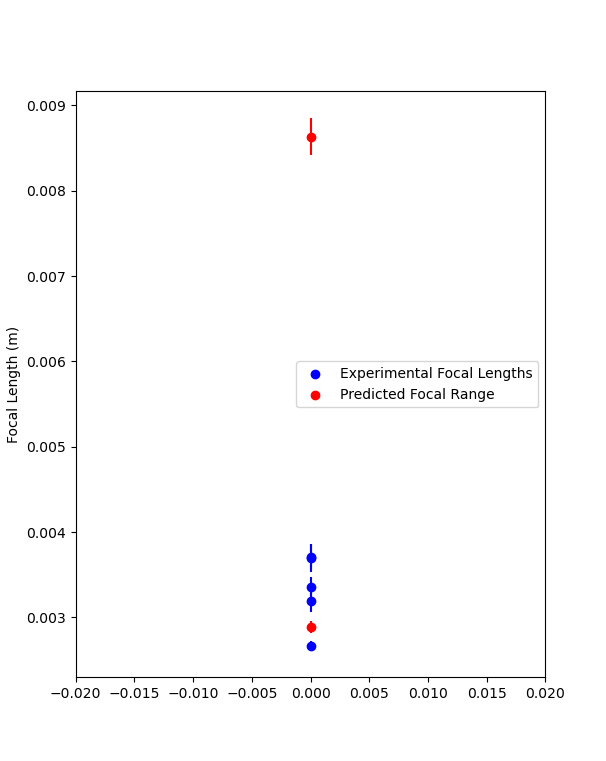 0.009
0.008
0.007
0.006
0.005
0.004
0.003
Focal Length (m)
Experimental Focal Lengths
Predicted Focal Range
−0.020 −0.015 −0.010 −0.005 0.000 0.005 0.010 0.015 0.020